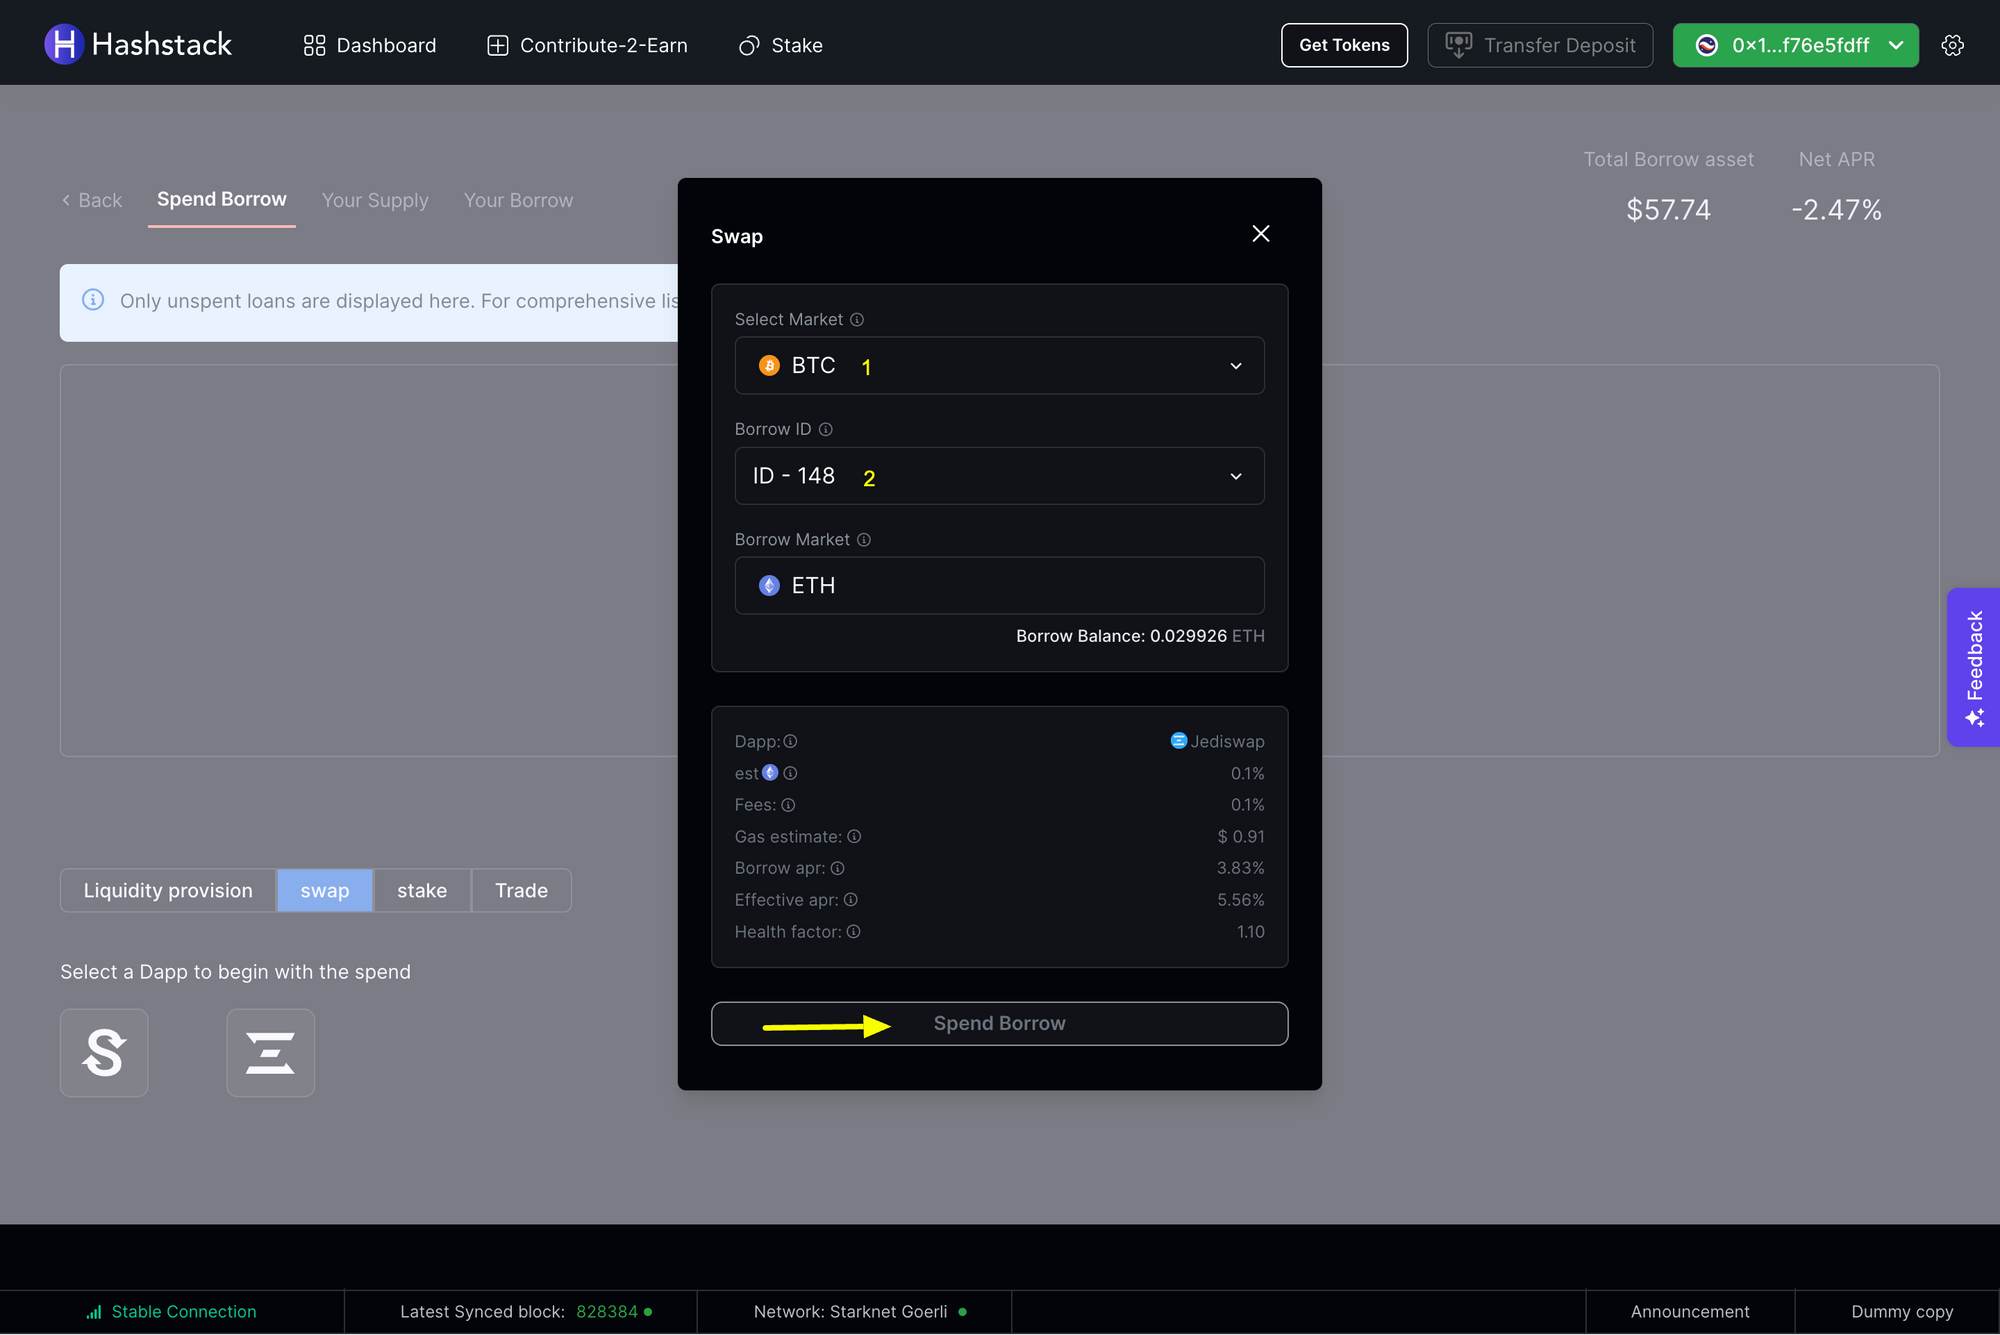 Hashstack
Dashboard
Contribute-2-Earn
Stake
Get Tokens
Transfer Deposit
0x1...f76e5fdff
Total Borrow asset
Net APR
$57.74
-2.47%
Back
Spend Borrow
Your Supply
Your Borrow
Only unspent loans are displayed here. For comprehensive lis
Swap
Select Market
BTC 1
Borrow ID
ID - 148 2
Borrow Market
ETH
Borrow Balance: 0.029926 ETH
Dapp: Jediswap
est 0.1%
Fees: 0.1%
Gas estimate: $ 0.91
Borrow apr: 3.83%
Effective apr: 5.56%
Health factor: 1.10
Spend Borrow
Feedback
Liquidity provision
swap
stake
Trade
Select a Dapp to begin with the spend
Stable Connection
Latest Synced block: 828384
Network: Starknet Goerli
Announcement
Dummy copy